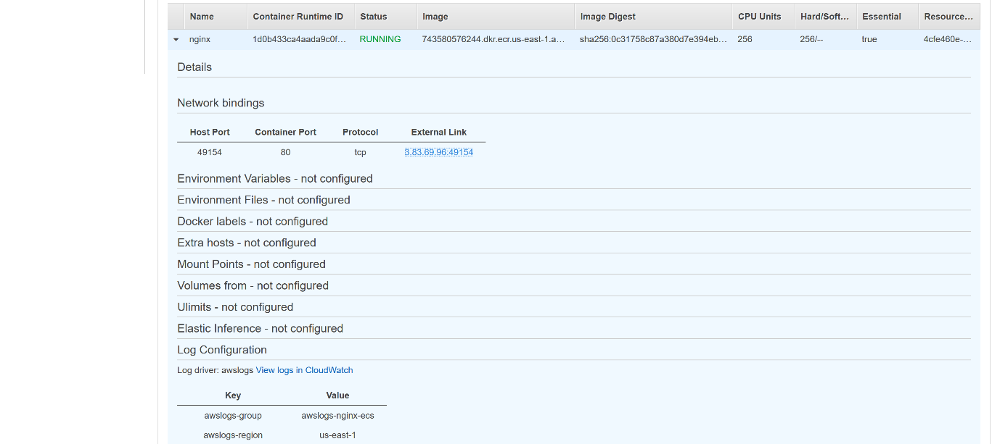 Name Container Runtime ID Status Image Image Digest CPU Units Hard/Soft... Essential Resource...
nginx 1d0b433ca4aada9c0f... RUNNING 743580576244.dkr.ecr.us-east-1.a... sha256:0c31758c87a380d7e394eb... 256 256/-- true 4cfe460e-...
Details
Network bindings
Host Port Container Port Protocol External Link
49154 80 tcp 3.83.69.96:49154
Environment Variables - not configured
Environment Files - not configured
Docker labels - not configured
Extra hosts - not configured
Mount Points - not configured
Volumes from - not configured
Ulimits - not configured
Elastic Inference - not configured
Log Configuration
Log driver: awslogs View logs in CloudWatch
Key Value
awslogs-group awslogs-nginx-ecs
awslogs-region us-east-1